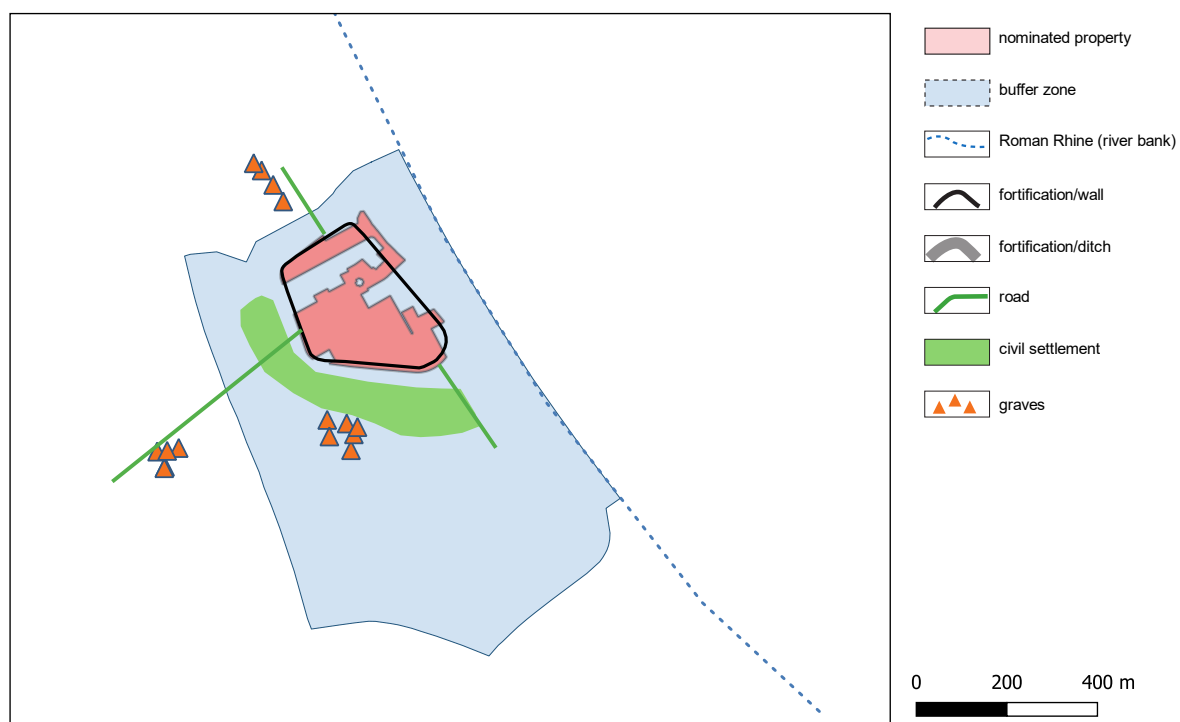 nominated property
buffer zone
Roman Rhine (river bank)
fortification/wall
fortification/ditch
road
civil settlement
graves
0 200 400 m